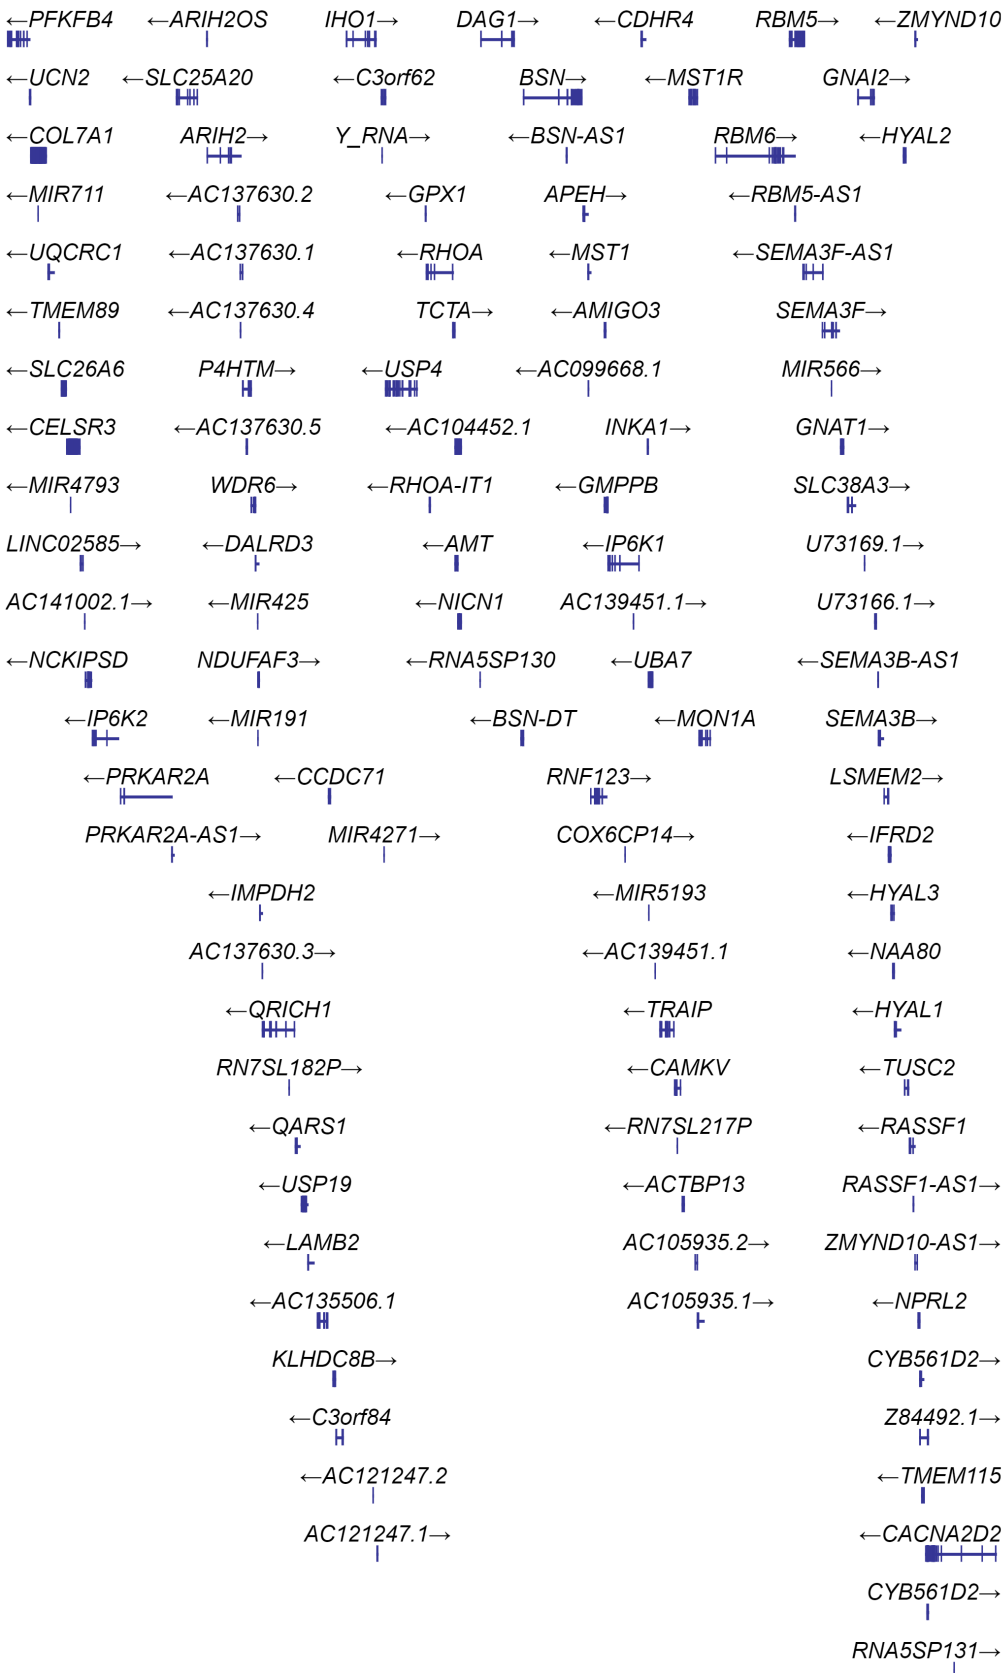 ←PFKFB4 ←ARIH2OS IHO1→ DAG1→ ←CDHR4 RBM5→ ←ZMYND10
←UCN2 ←SLC25A20 ←C3orf62 BSN→ ←MST1R GNAI2→
←COL7A1 ARIH2→ Y_RNA→ ←BSN-AS1 RBM6→ ←HYAL2
←MIR711 ←AC137630.2 ←GPX1 APEH→ ←RBM5-AS1
←UQCRC1 ←AC137630.1 ←RHOA ←MST1 ←SEMA3F-AS1
←TMEM89 ←AC137630.4 TCTA→ ←AMIGO3 SEMA3F→
←SLC26A6 P4HTM→ ←USP4 ←AC099668.1 MIR566→
←CELSR3 ←AC137630.5 ←AC104452.1 INKA1→ GNAT1→
←MIR4793 WDR6→ ←RHOA-IT1 ←GMPPB SLC38A3→
LINC02585→ ←DALRD3 ←AMT ←IP6K1 U73169.1→
AC141002.1→ ←MIR425 ←NICN1 AC139451.1→ U73166.1→
←NCKIPSD NDUFAF3→ ←RNA5SP130 ←UBA7 ←SEMA3B-AS1
←IP6K2 ←MIR191 ←BSN-DT ←MON1A SEMA3B→
←PRKAR2A ←CCDC71 RNF123→ LSMEM2→
PRKAR2A-AS1→ MIR4271→ COX6CP14→ ←IFRD2
←IMPDH2 ←MIR5193 ←HYAL3
AC137630.3→ ←AC139451.1 ←NAA80
←QRICH1 ←TRAIP ←HYAL1
RN7SL182P→ ←CAMKV ←TUSC2
←QARS1 ←RN7SL217P ←RASSF1
←USP19 ←ACTBP13 RASSF1-AS1→
←LAMB2 AC105935.2→ ZMYND10-AS1→
←AC135506.1 AC105935.1→ ←NPRL2
KLHDC8B→ CYB561D2→
←C3orf84 Z84492.1→
←AC121247.2 ←TMEM115
AC121247.1→ ←CACNA2D2
CYB561D2→
RNA5SP131→